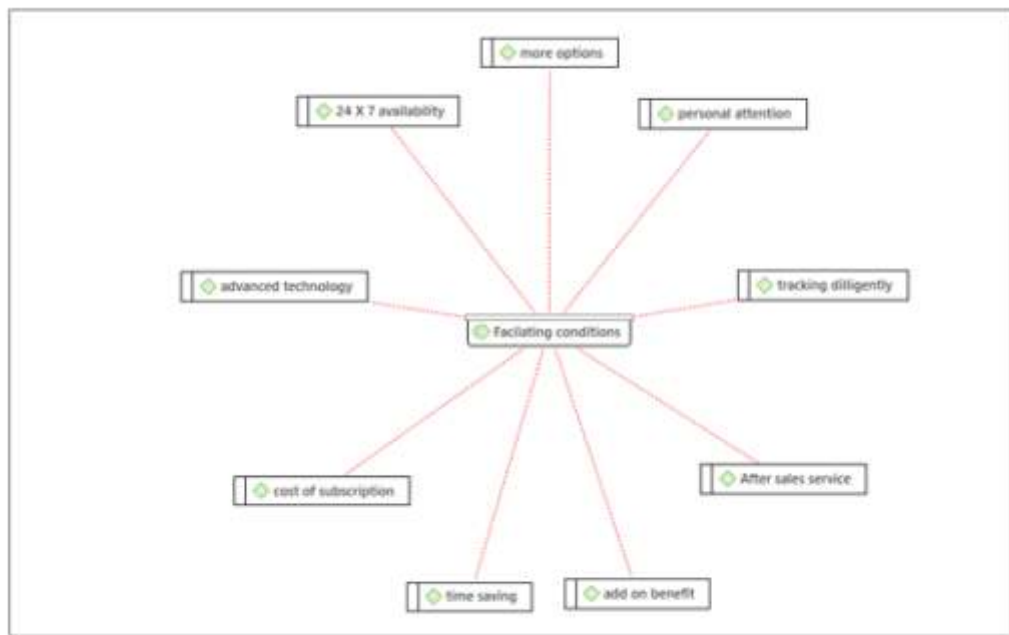 more options
24 X 7 availability
personal attention
advanced technology
tracking dilligently
Facilating conditions
cost of subscription
After sales service
time saving
add on benefit